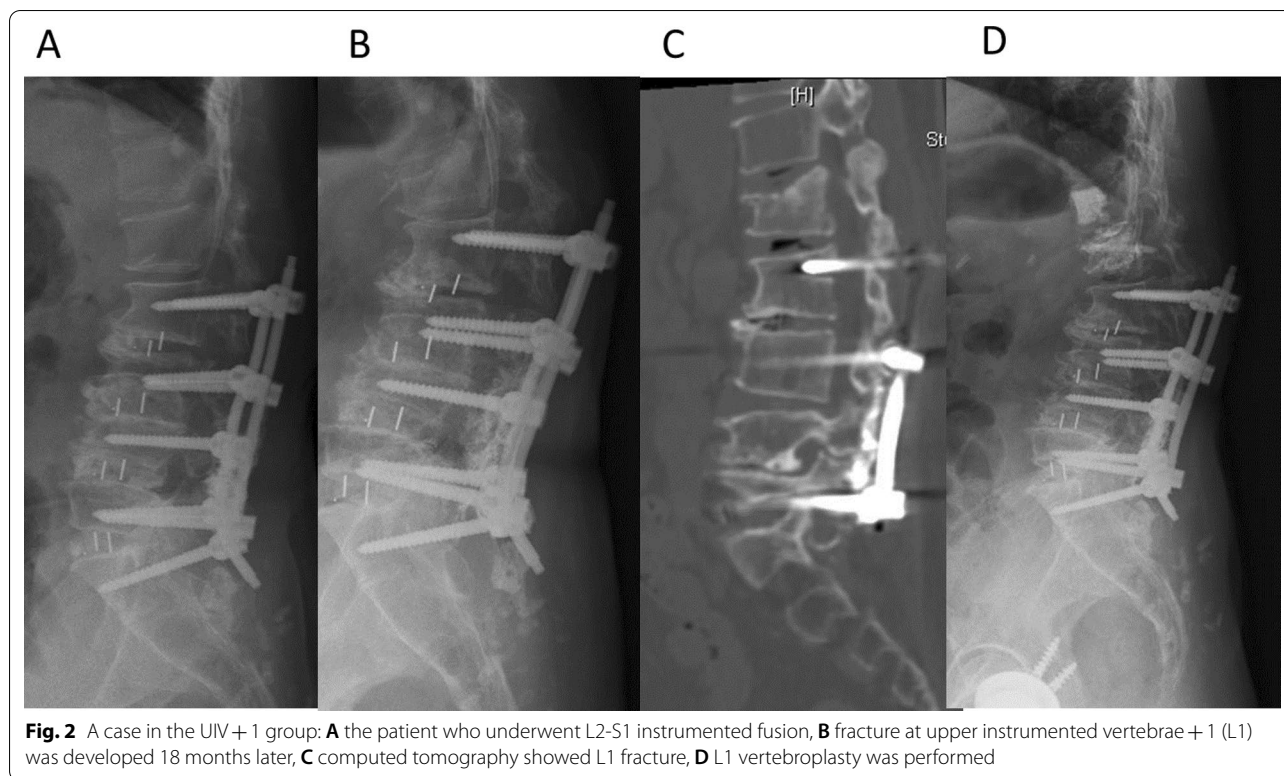 A
B
C
D
[H]
St
Fig. 2 A case in the UIV + 1 group: A the patient who underwent L2-S1 instrumented fusion, B fracture at upper instrumented vertebrae + 1 (L1)
was developed 18 months later, C computed tomography showed L1 fracture, D L1 vertebroplasty was performed